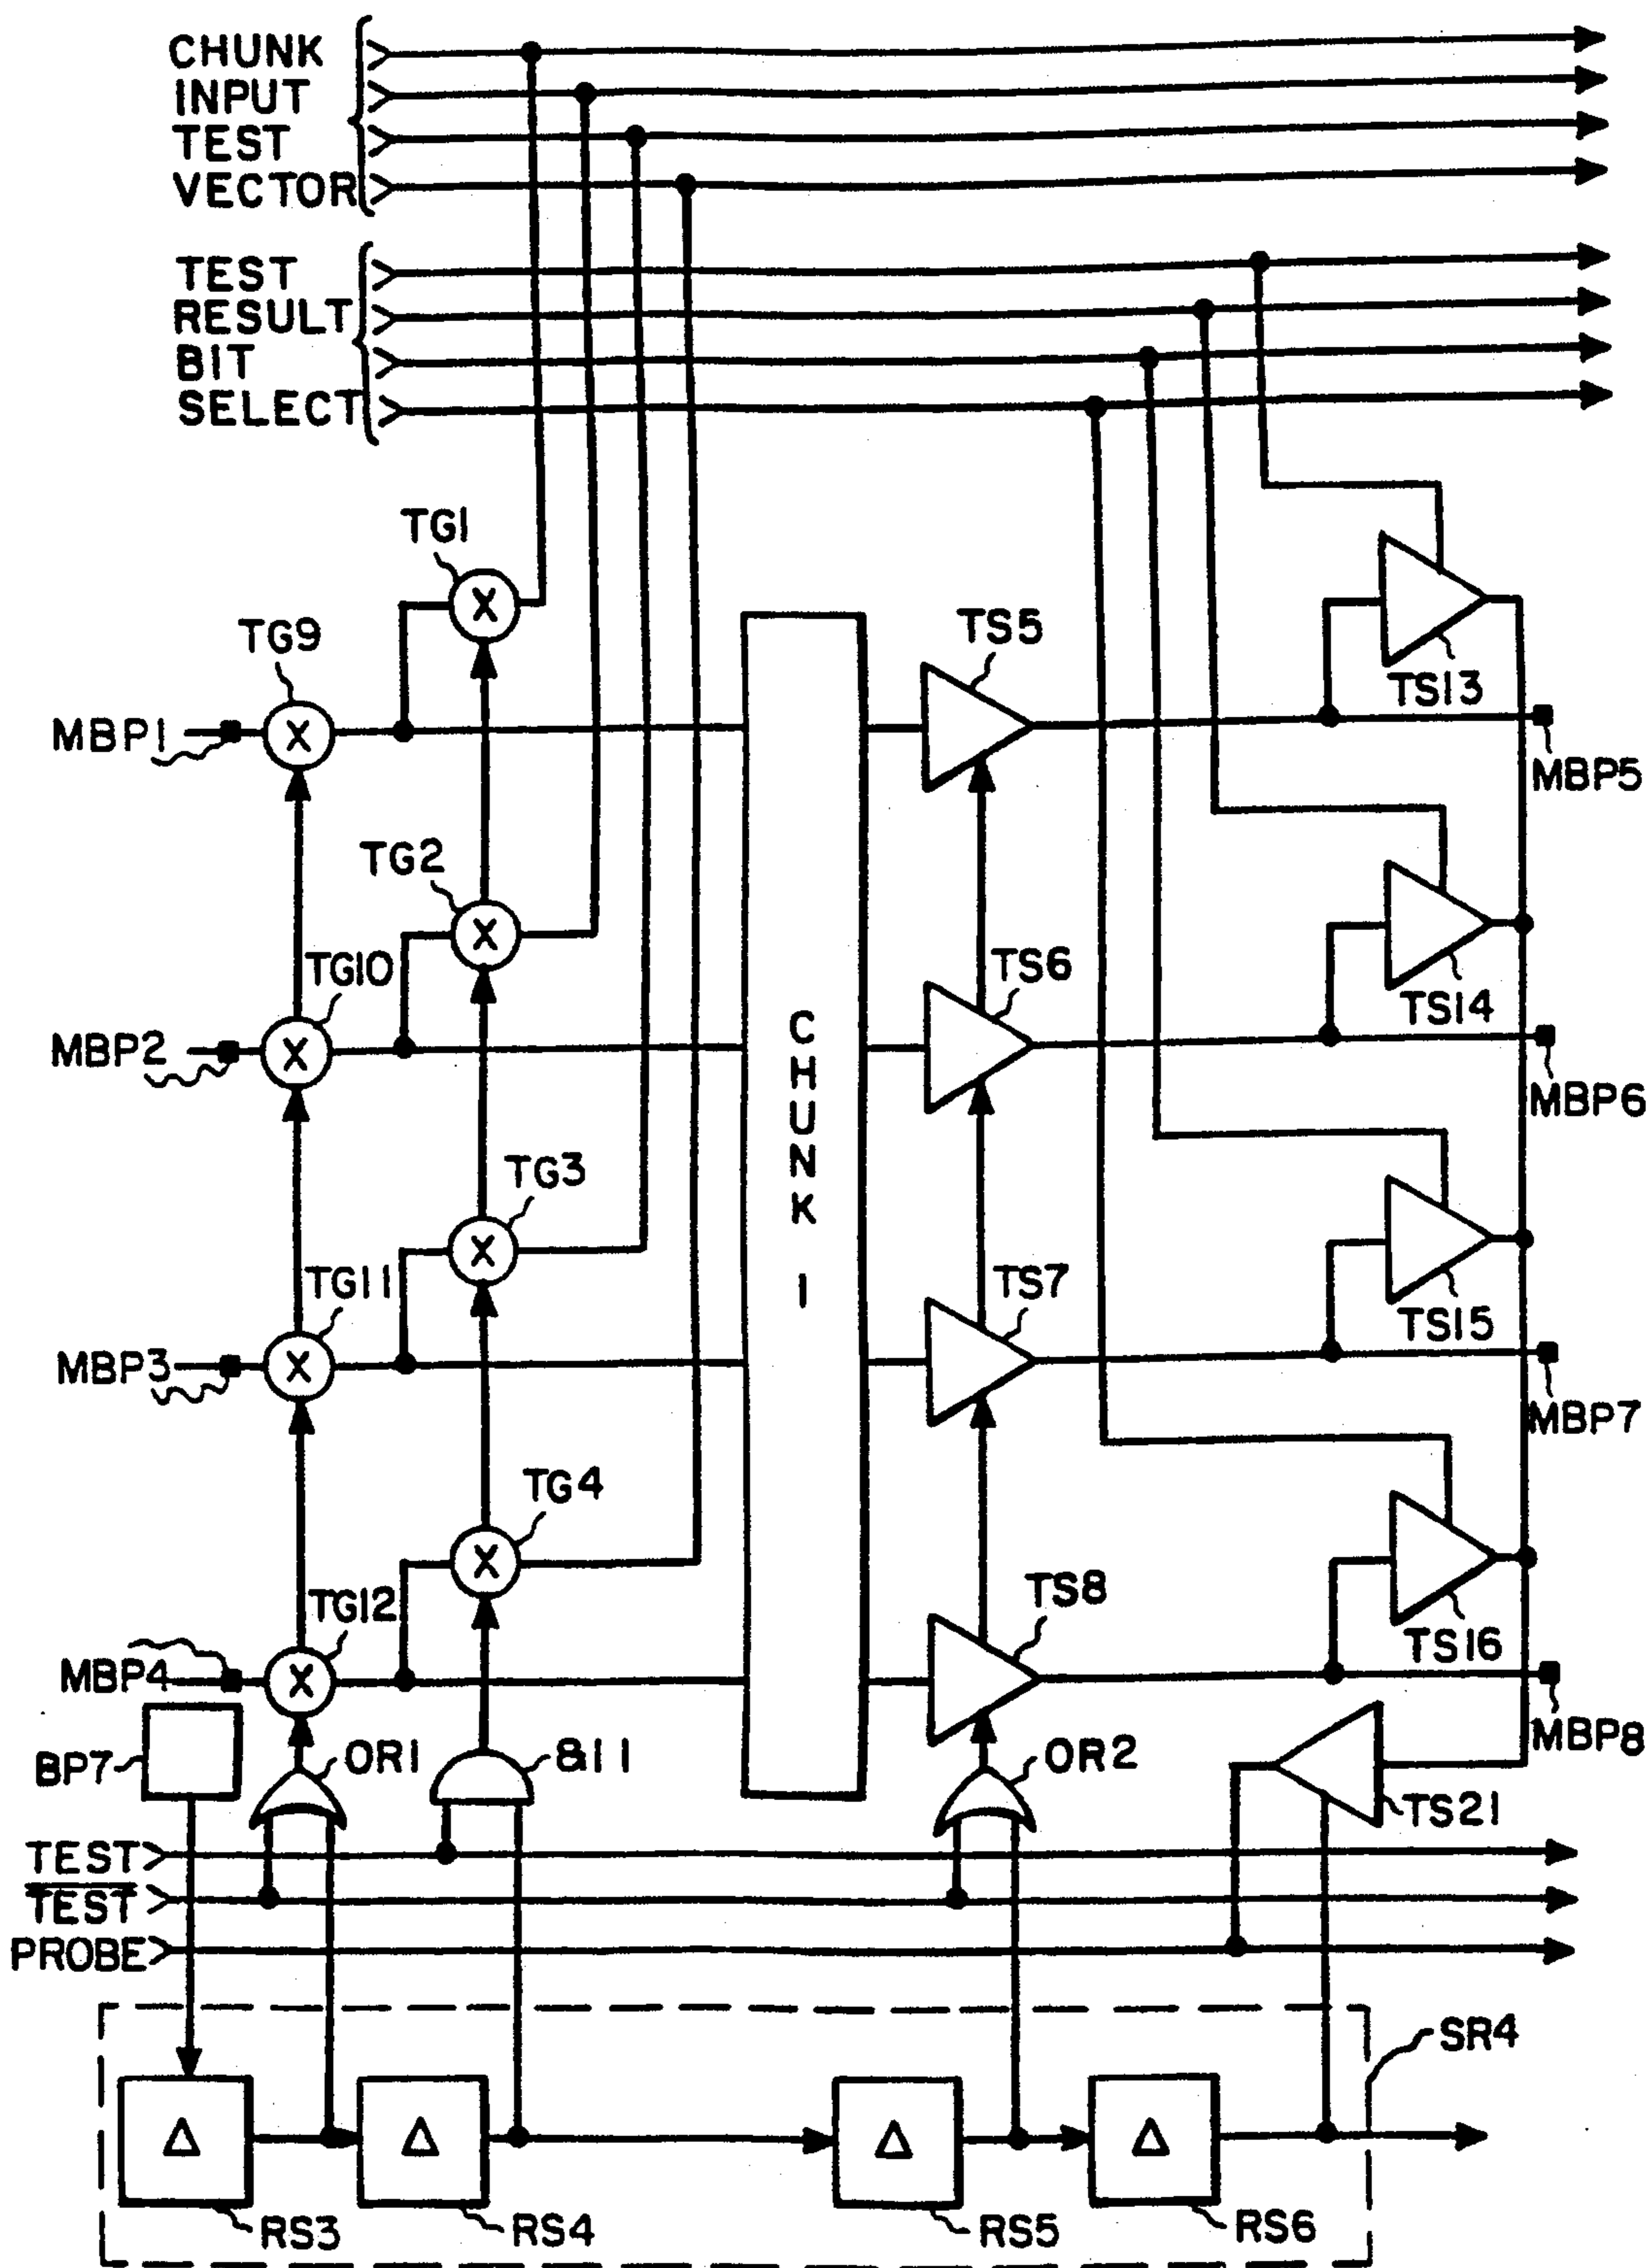 CHUNK
INPUT
TEST
VECTOR
TEST
RESULT
BIT
SELECT
TG1
TG9
TS5
TS13
MBP1
MBP5
TG2
TG10
TS6
TS14
MBP2
MBP6
CHUNK 1
TG3
TG11
TS7
TS15
MBP3
MBP7
TG4
TG12
TS8
TS16
MBP4
MBP8
BP7
OR1
&11
OR2
TS21
TEST
TEST
PROBE
SR4
Δ Δ Δ Δ
RS3 RS4 RS5 RS6
X
X
X
X
X
X
X
X